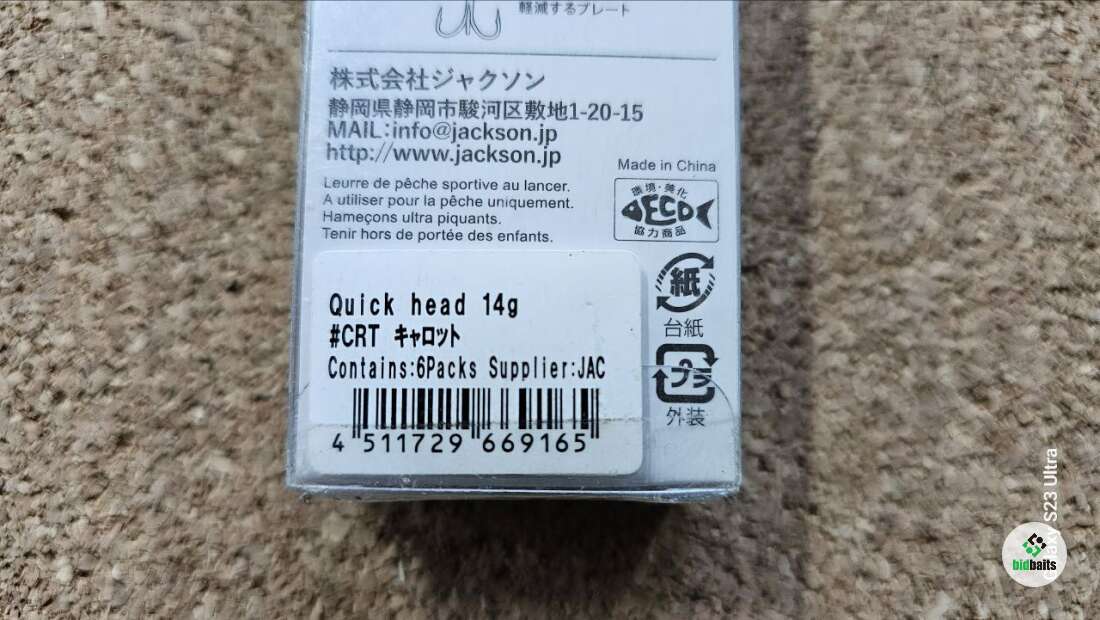 軽減するプレート
株式会社ジャクソン
静岡県静岡市駿河区敷地1-20-15
MAIL:info@jackson.jp
http://www.jackson.jp
Made in China
Leurre de pêche sportive au lancer.
A utiliser pour la pêche uniquement.
Hameçons ultra piquants.
Tenir hors de portée des enfants.
環境・美化
ECO
協力商品
紙
台紙
プラ
外装
Quick head 14g
#CRT キャロット
Contains:6Packs Supplier:JAC
4 511729 669165
S23 Ultra
bidbaits